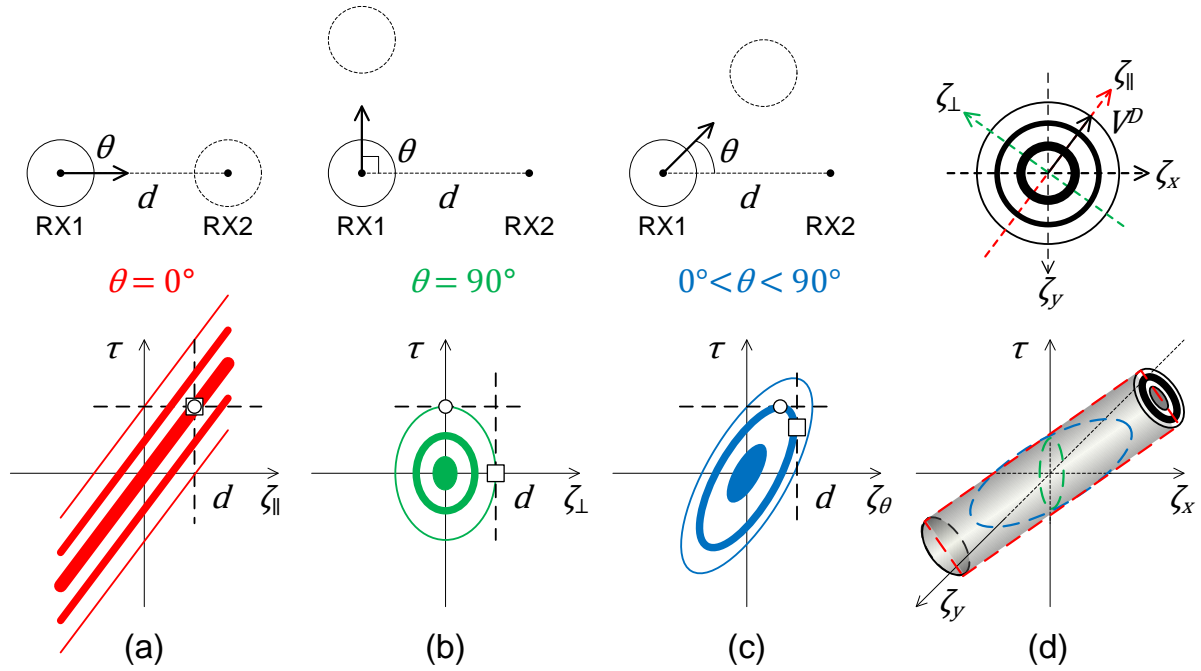 θ
d
RX1 RX2
θ = 0°
τ
d ζ∥
(a)
θ
d
RX1 RX2
θ = 90°
τ
d ζ⊥
(b)
θ
d
RX1 RX2
0° < θ < 90°
τ
d ζθ
(c)
ζ∥
ζ⊥
V^D
ζx
ζy
τ
ζx
ζy
(d)